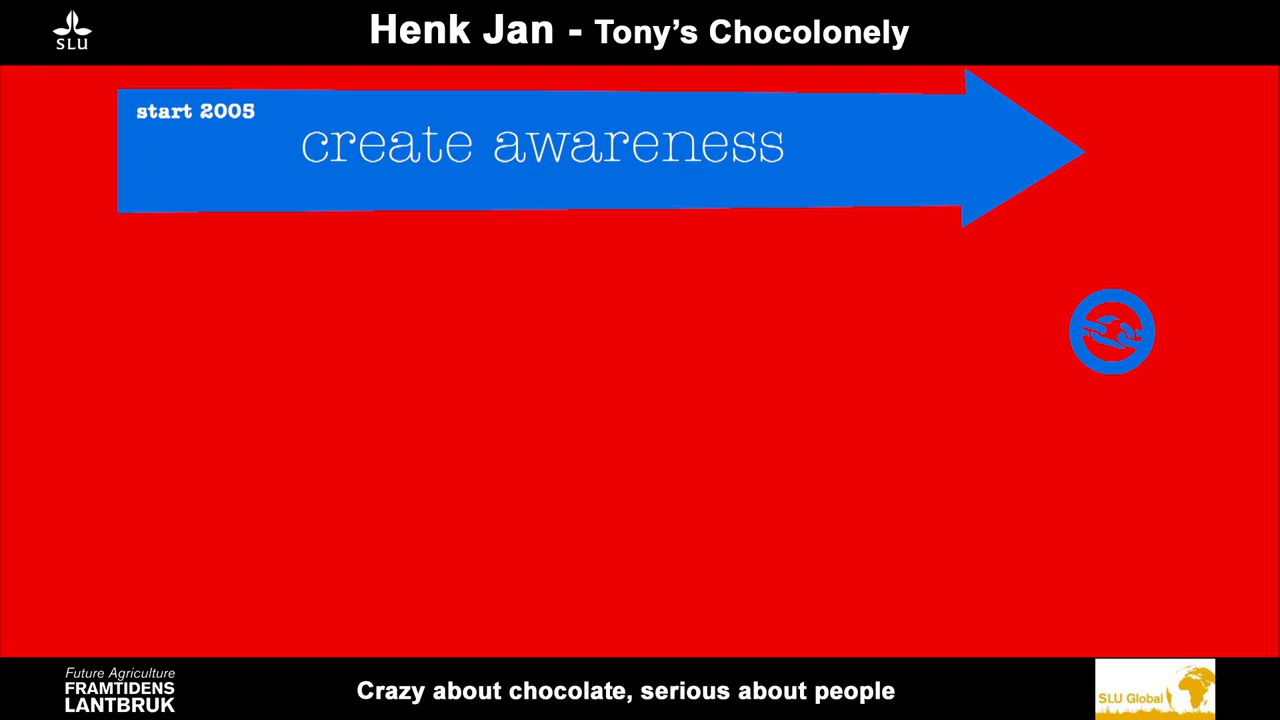 SLU
Henk Jan - Tony's Chocolonely
start 2005
create awareness
Future Agriculture
FRAMTIDENS
LANTBRUK
Crazy about chocolate, serious about people
SLU Global